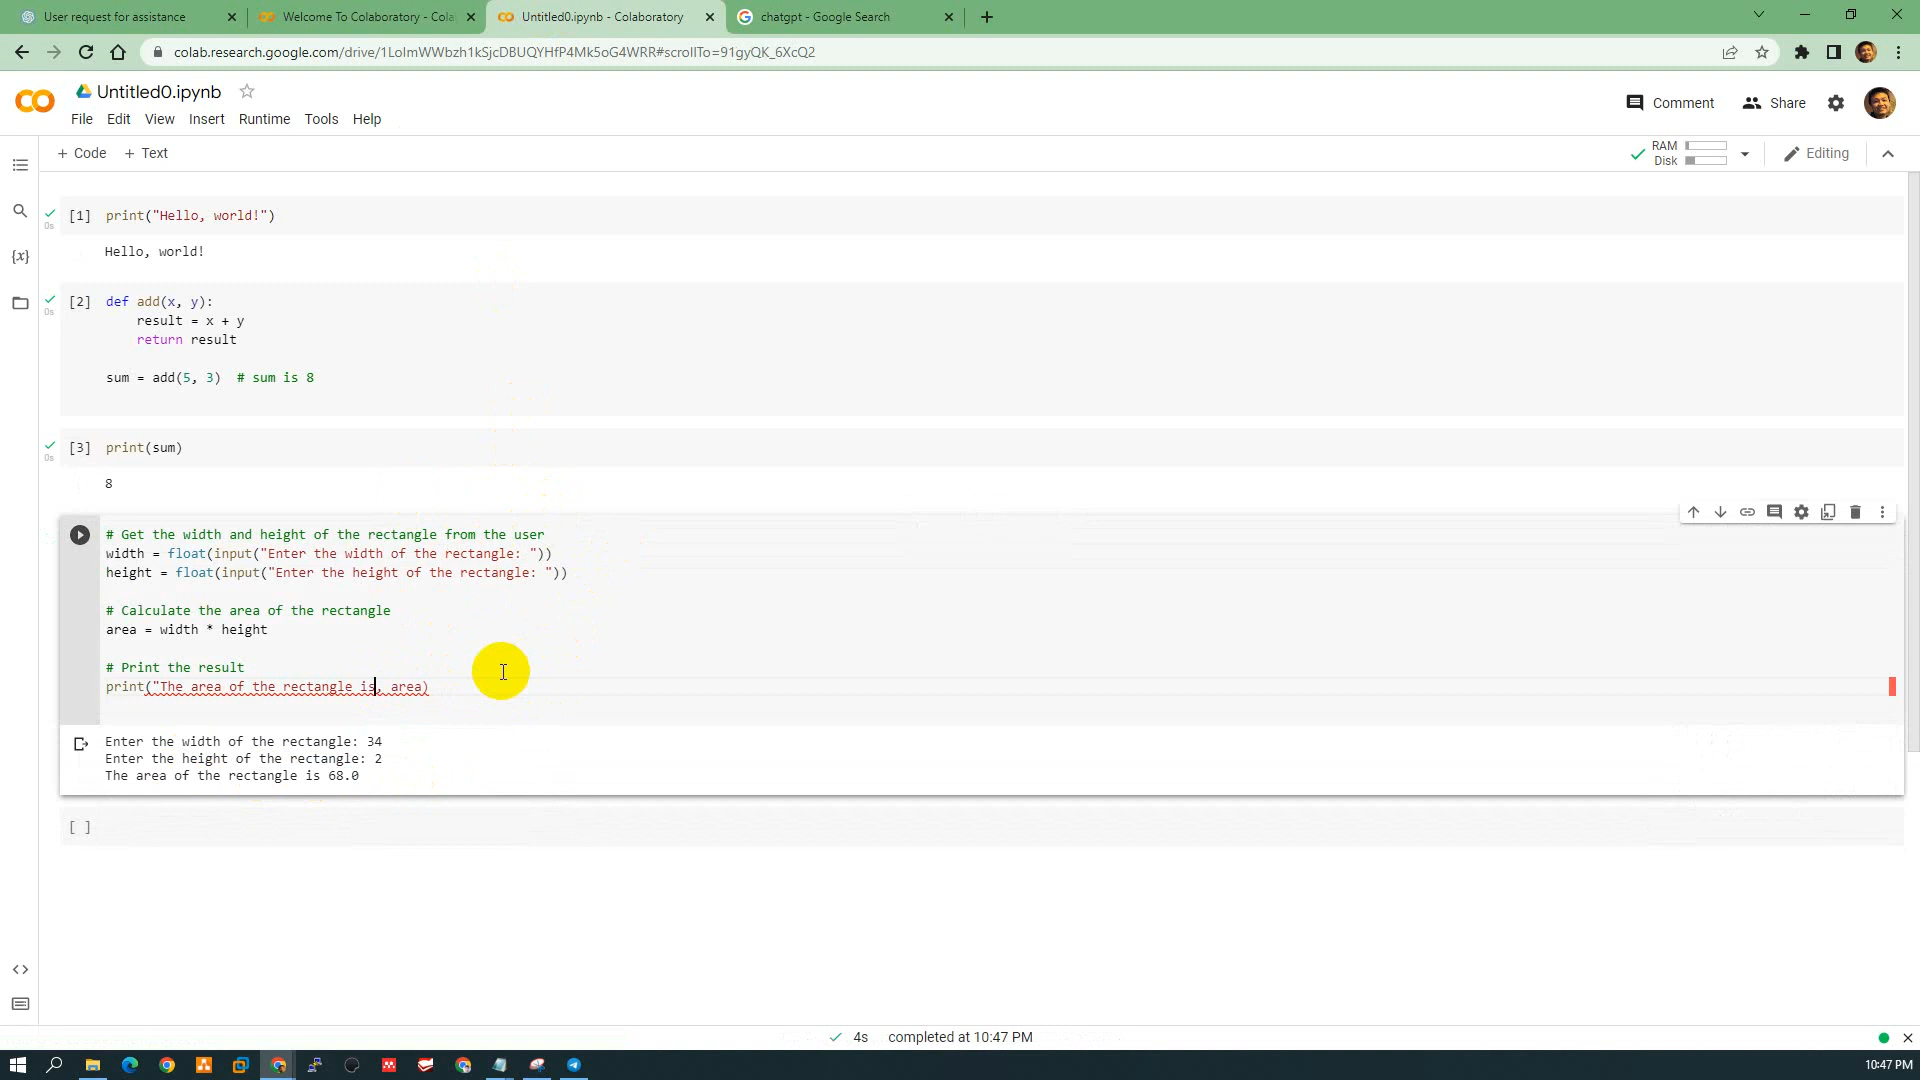 User request for assistance
Welcome To Colaboratory - Cola
Untitled0.ipynb - Colaboratory
chatgpt - Google Search
colab.research.google.com/drive/1LoImWWbzh1kSjcDBUQYHfP4Mk5oG4WRR#scrollTo=91gyQK_6XcQ2
Untitled0.ipynb
Comment
Share
File Edit View Insert Runtime Tools Help
+ Code + Text
RAM
Disk
Editing
[1] print("Hello, world!")
0s
Hello, world!
[2] def add(x, y):
0s
result = x + y
return result
sum = add(5, 3)  # sum is 8
[3] print(sum)
0s
8
# Get the width and height of the rectangle from the user
width = float(input("Enter the width of the rectangle: "))
height = float(input("Enter the height of the rectangle: "))
# Calculate the area of the rectangle
area = width * height
# Print the result
print("The area of the rectangle is, area)
Enter the width of the rectangle: 34
Enter the height of the rectangle: 2
The area of the rectangle is 68.0
[ ]
4s completed at 10:47 PM
10:47 PM